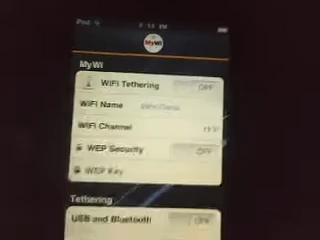 iPod
MyWi
MyWi
WiFi Tethering OFF
WiFi Name
WiFi Channel
WEP Security OFF
WEP Key
Tethering
USB and Bluetooth OFF